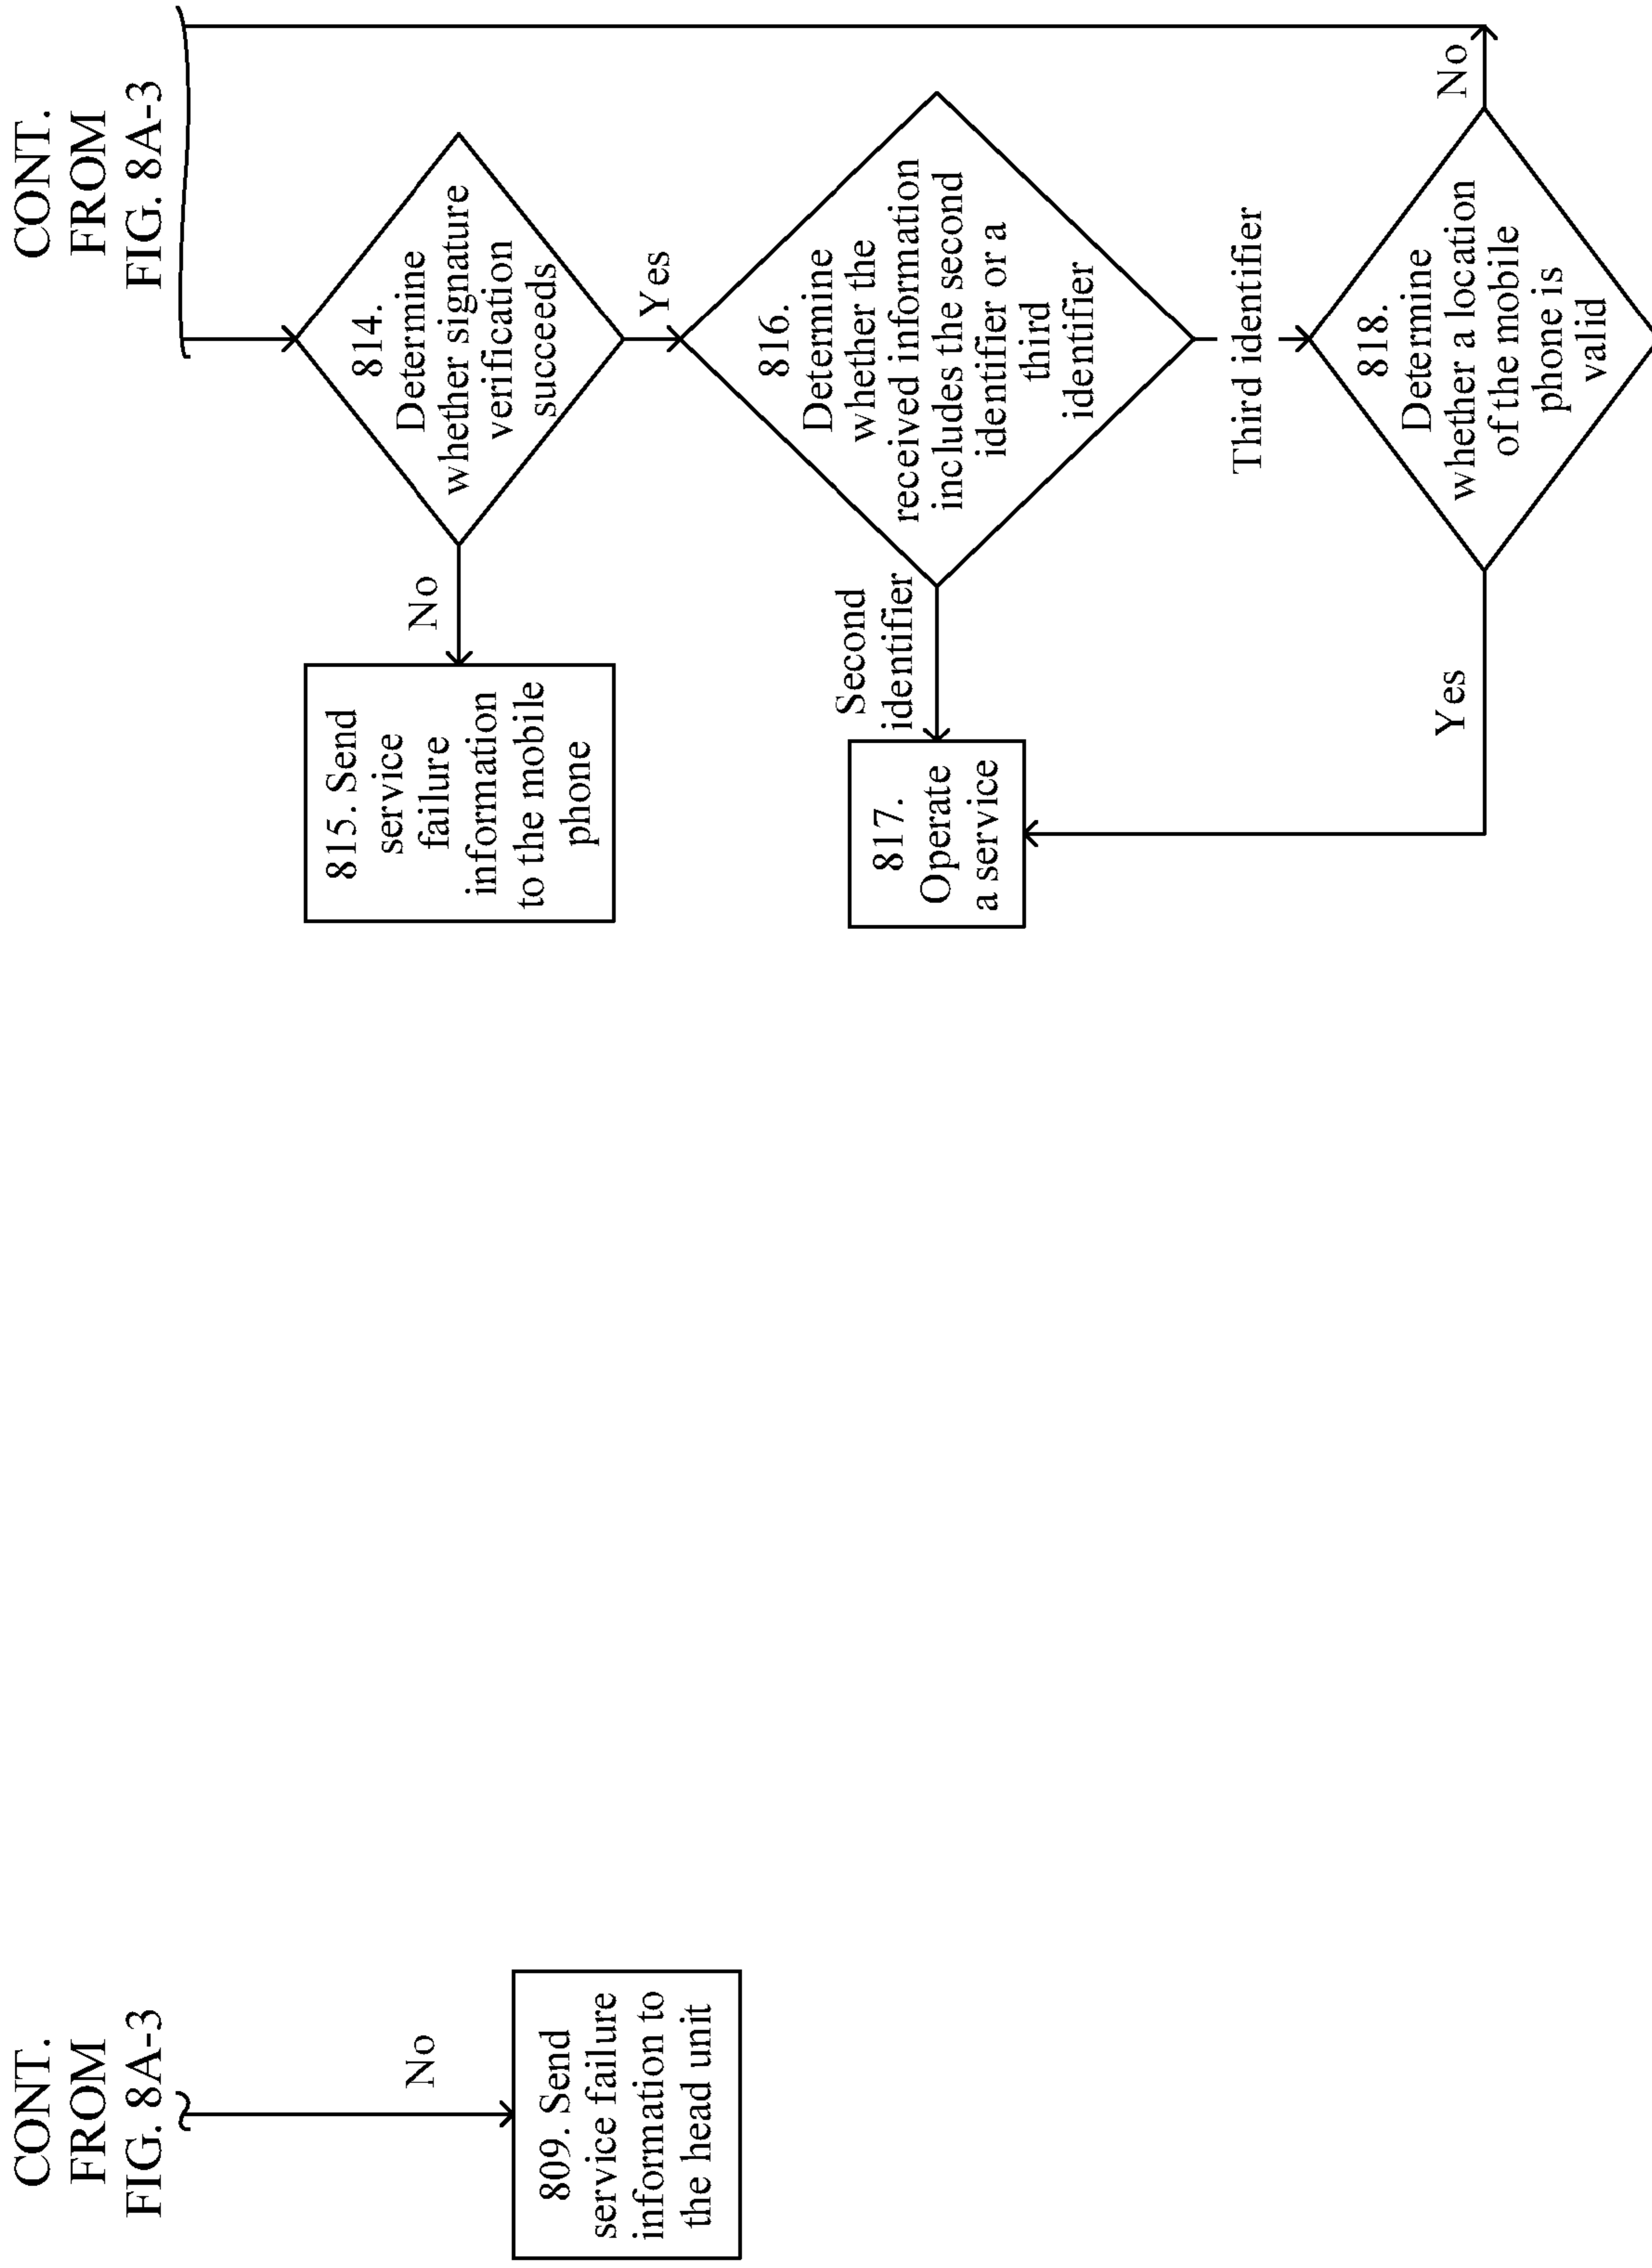 CONT.
FROM
FIG. 8A-3
No
809. Send
service failure
information to
the head unit
CONT.
FROM
FIG. 8A-3
814.
Determine
whether signature
verification
succeeds
No
815. Send
service
failure
information
to the mobile
phone
Yes
816.
Determine
whether the
received information
includes the second
identifier or a
third
identifier
Second
identifier
817.
Operate
a service
Third identifier
818.
Determine
whether a location
of the mobile
phone is
valid
Yes
No